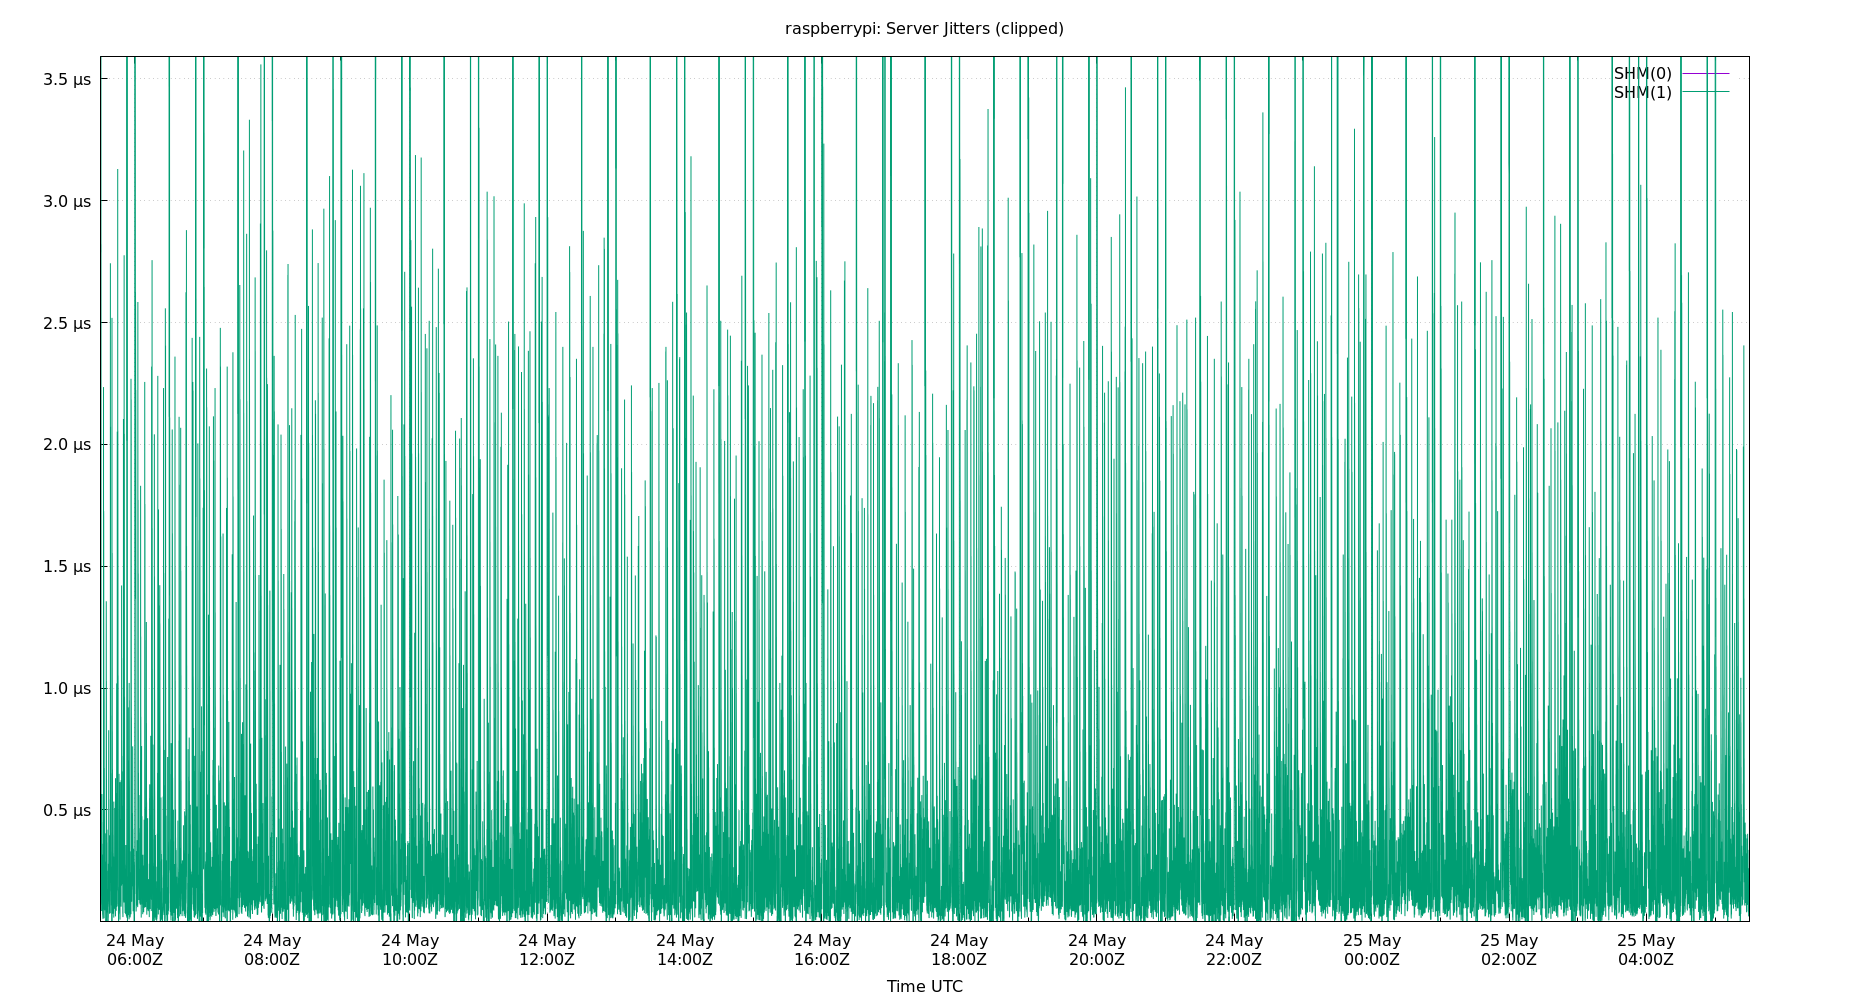 raspberrypi: Server Jitters (clipped)
SHM(0)
SHM(1)
3.5 µs
3.0 µs
2.5 µs
2.0 µs
1.5 µs
1.0 µs
0.5 µs
24 May 24 May 24 May 24 May 24 May 24 May 24 May 24 May 24 May 25 May 25 May 25 May
06:00Z 08:00Z 10:00Z 12:00Z 14:00Z 16:00Z 18:00Z 20:00Z 22:00Z 00:00Z 02:00Z 04:00Z
Time UTC